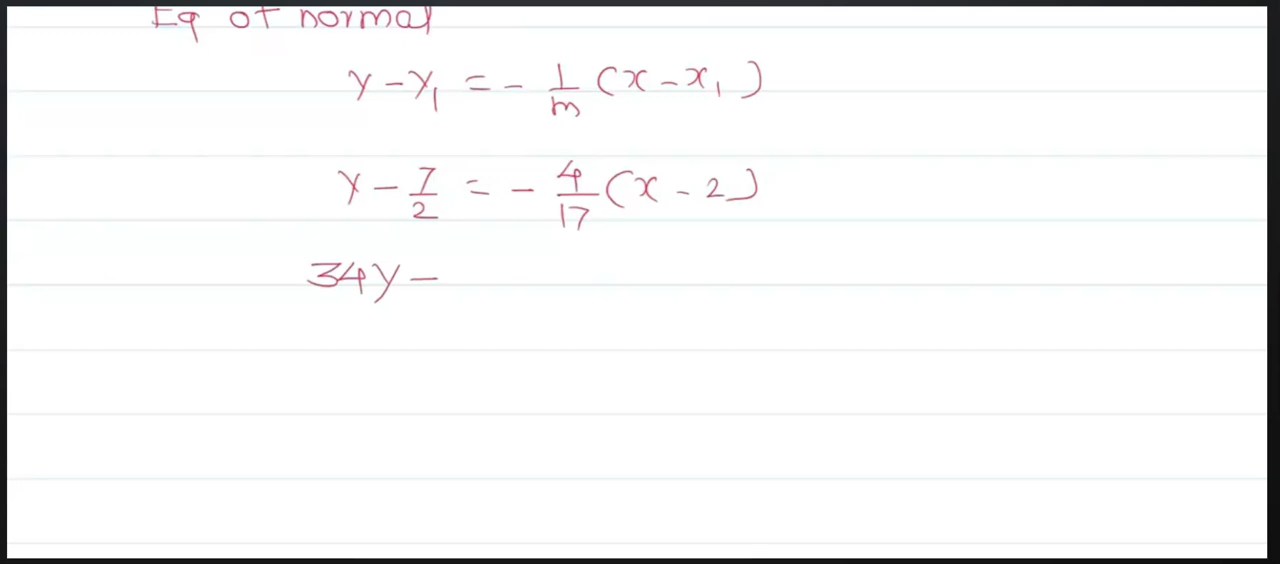 Eq of normal
y - y₁ = - 1/m (x - x₁)
y - 7/2 = - 4/17 (x - 2)
34y -